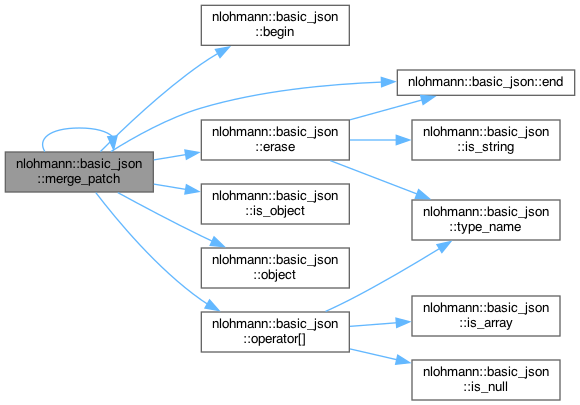 nlohmann::basic_json
::merge_patch
nlohmann::basic_json
::begin
nlohmann::basic_json::end
nlohmann::basic_json
::erase
nlohmann::basic_json
::is_string
nlohmann::basic_json
::is_object
nlohmann::basic_json
::type_name
nlohmann::basic_json
::object
nlohmann::basic_json
::operator[]
nlohmann::basic_json
::is_array
nlohmann::basic_json
::is_null